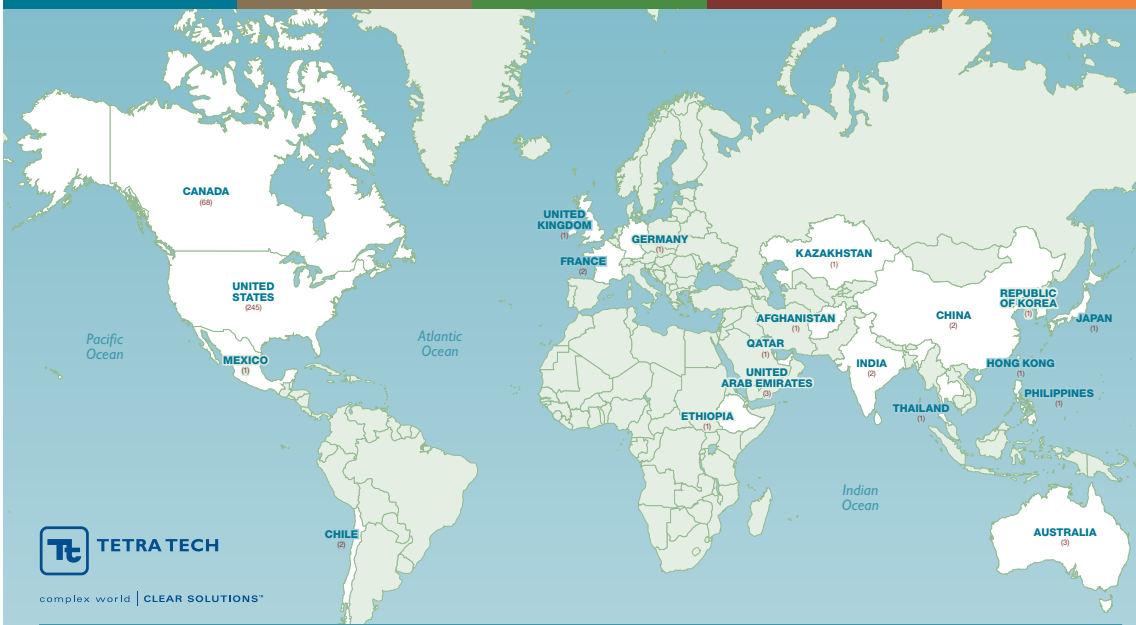 CANADA
(68)
UNITED
STATES
(245)
MEXICO
(1)
CHILE
(2)
Pacific
Ocean
Atlantic
Ocean
UNITED
KINGDOM
(1)
GERMANY
(1)
FRANCE
(2)
KAZAKHSTAN
(1)
REPUBLIC
OF KOREA
(1)
AFGHANISTAN
(1)
CHINA
(2)
JAPAN
(1)
QATAR
(1)
UNITED
ARAB EMIRATES
(3)
INDIA
(2)
HONG KONG
(1)
PHILIPPINES
(1)
THAILAND
(1)
ETHIOPIA
(1)
Indian
Ocean
AUSTRALIA
(3)
Tt TETRA TECH
complex world | CLEAR SOLUTIONS™